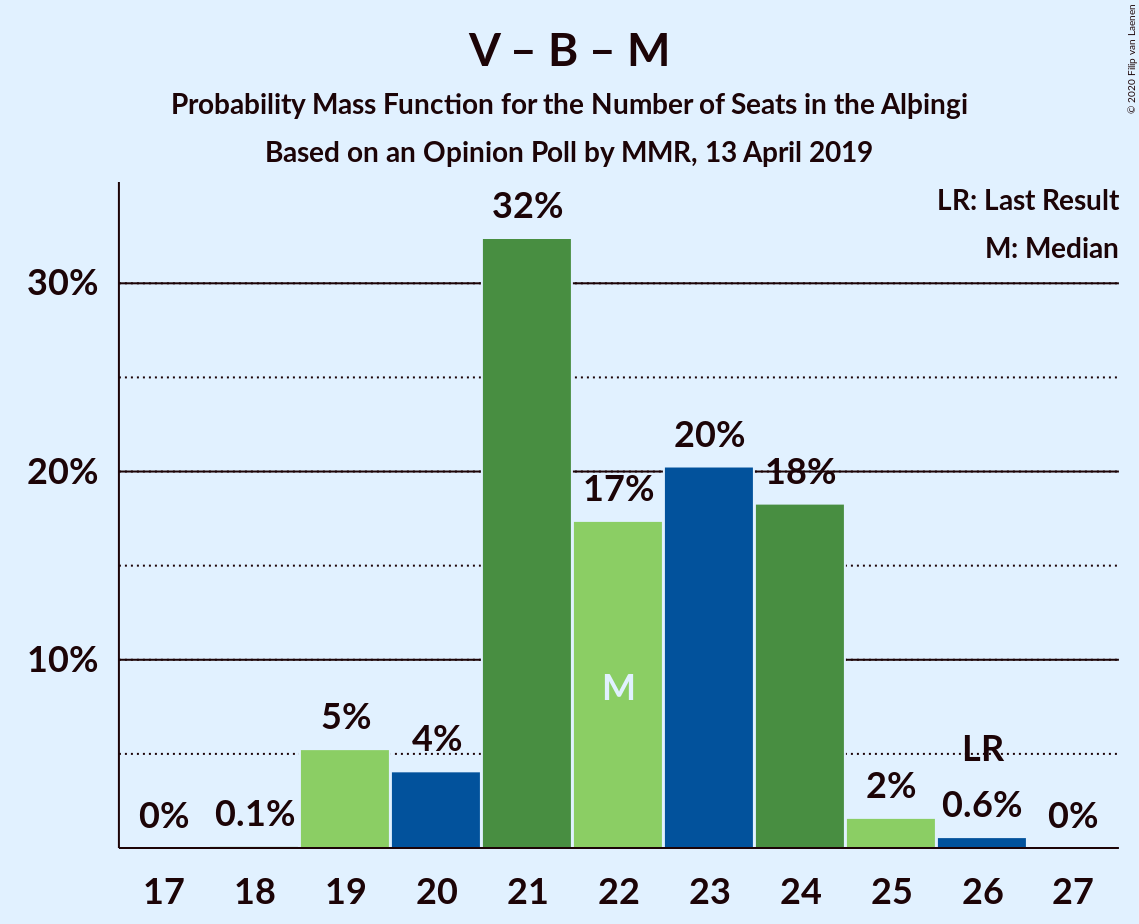 V – B – M
Probability Mass Function for the Number of Seats in the Alþingi
Based on an Opinion Poll by MMR, 13 April 2019
© 2020 Filip van Laenen
LR: Last Result
M: Median
30%
20%
10%
0%
0.1%
5%
4%
32%
17%
M
20%
18%
2%
LR
0.6%
0%
17 18 19 20 21 22 23 24 25 26 27